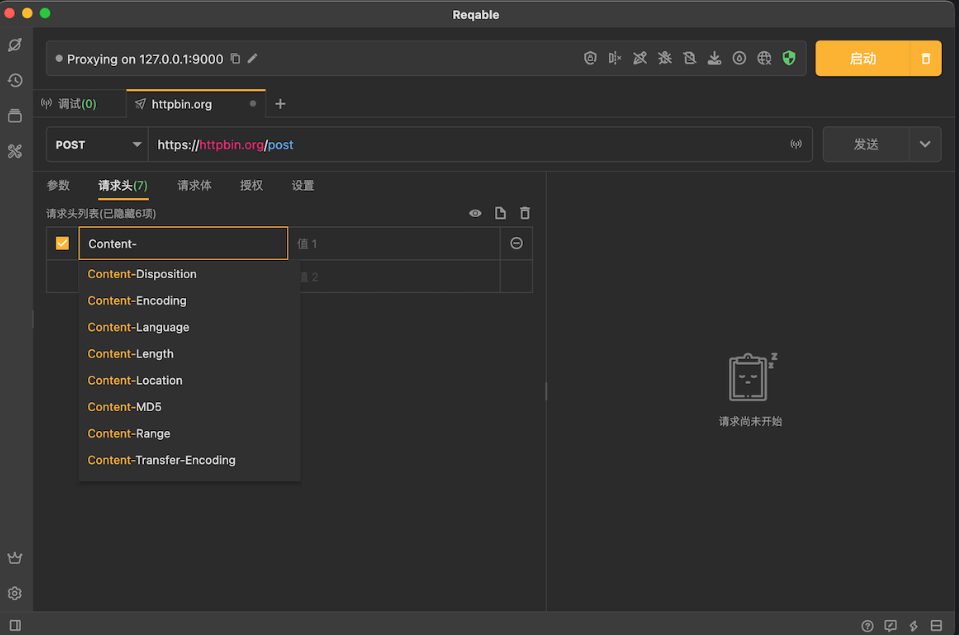 Reqable
Proxying on 127.0.0.1:9000
启动
调试(0)
httpbin.org
POST
https://httpbin.org/post
发送
参数
请求头(7)
请求体
授权
设置
请求头列表(已隐藏6项)
Content-
值 1
值 2
Content-Disposition
Content-Encoding
Content-Language
Content-Length
Content-Location
Content-MD5
Content-Range
Content-Transfer-Encoding
z
z
请求尚未开始